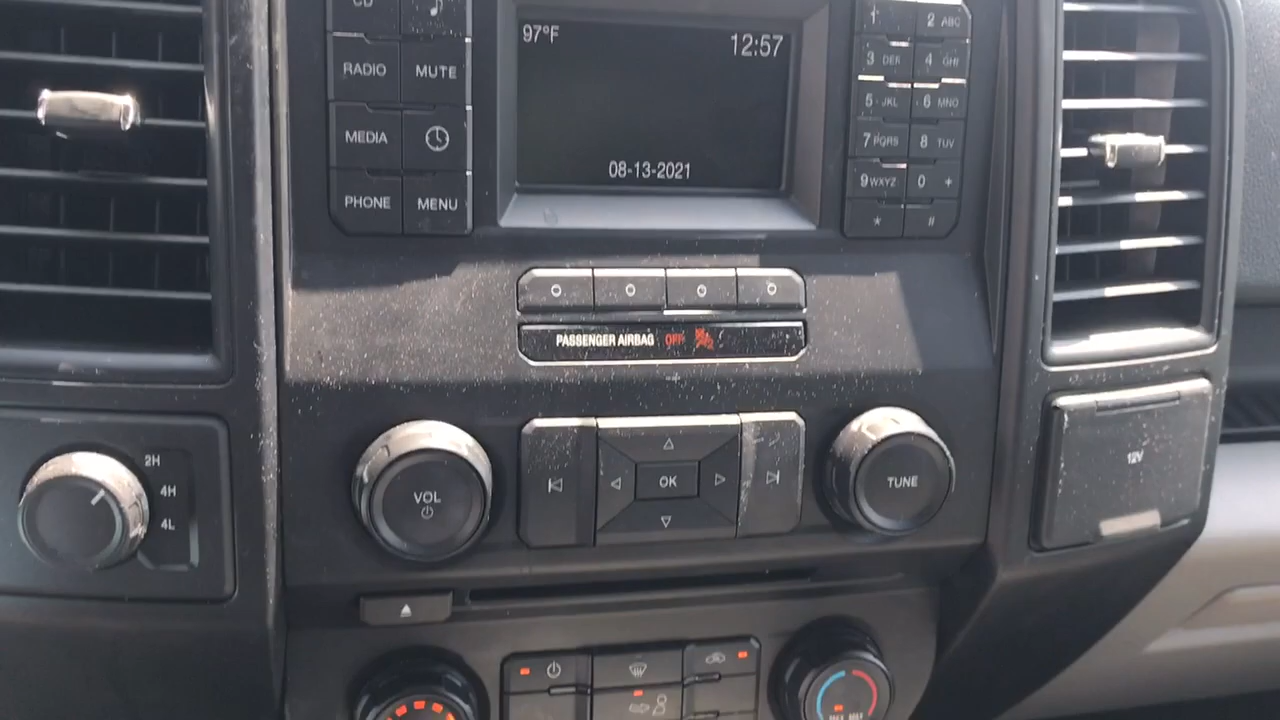 CD
RADIO MUTE
MEDIA
PHONE MENU
97°F 12:57
08-13-2021
1 2 ABC
3 DEF 4 GHI
5 JKL 6 MNO
7 PQRS 8 TUV
9 WXYZ 0 +
* #
PASSENGER AIRBAG OFF
2H
4H
4L
VOL
OK
TUNE
12V